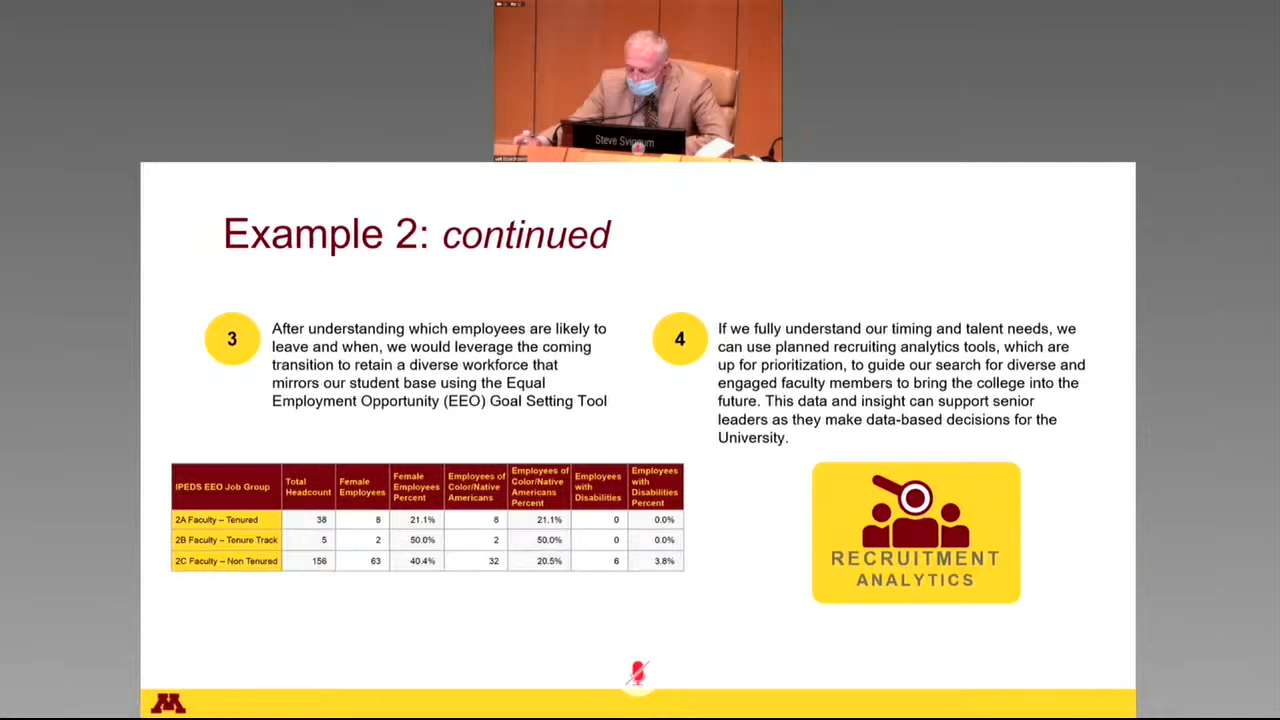 Steve Sviggum
Example 2: continued
3
After understanding which employees are likely to
leave and when, we would leverage the coming
transition to retain a diverse workforce that
mirrors our student base using the Equal
Employment Opportunity (EEO) Goal Setting Tool
4
If we fully understand our timing and talent needs, we
can use planned recruiting analytics tools, which are
up for prioritization, to guide our search for diverse and
engaged faculty members to bring the college into the
future. This data and insight can support senior
leaders as they make data-based decisions for the
University.
IPEDS EEO Job Group Total Headcount Female Employees Female Employees Percent Employees of Color/Native Americans Employees of Color/Native Americans Percent Employees with Disabilities Employees with Disabilities Percent
2A Faculty – Tenured 38 8 21.1% 8 21.1% 0 0.0%
2B Faculty – Tenure Track 5 2 50.0% 2 50.0% 0 0.0%
2C Faculty – Non Tenured 156 63 40.4% 32 20.5% 6 3.8%
RECRUITMENT
ANALYTICS
M